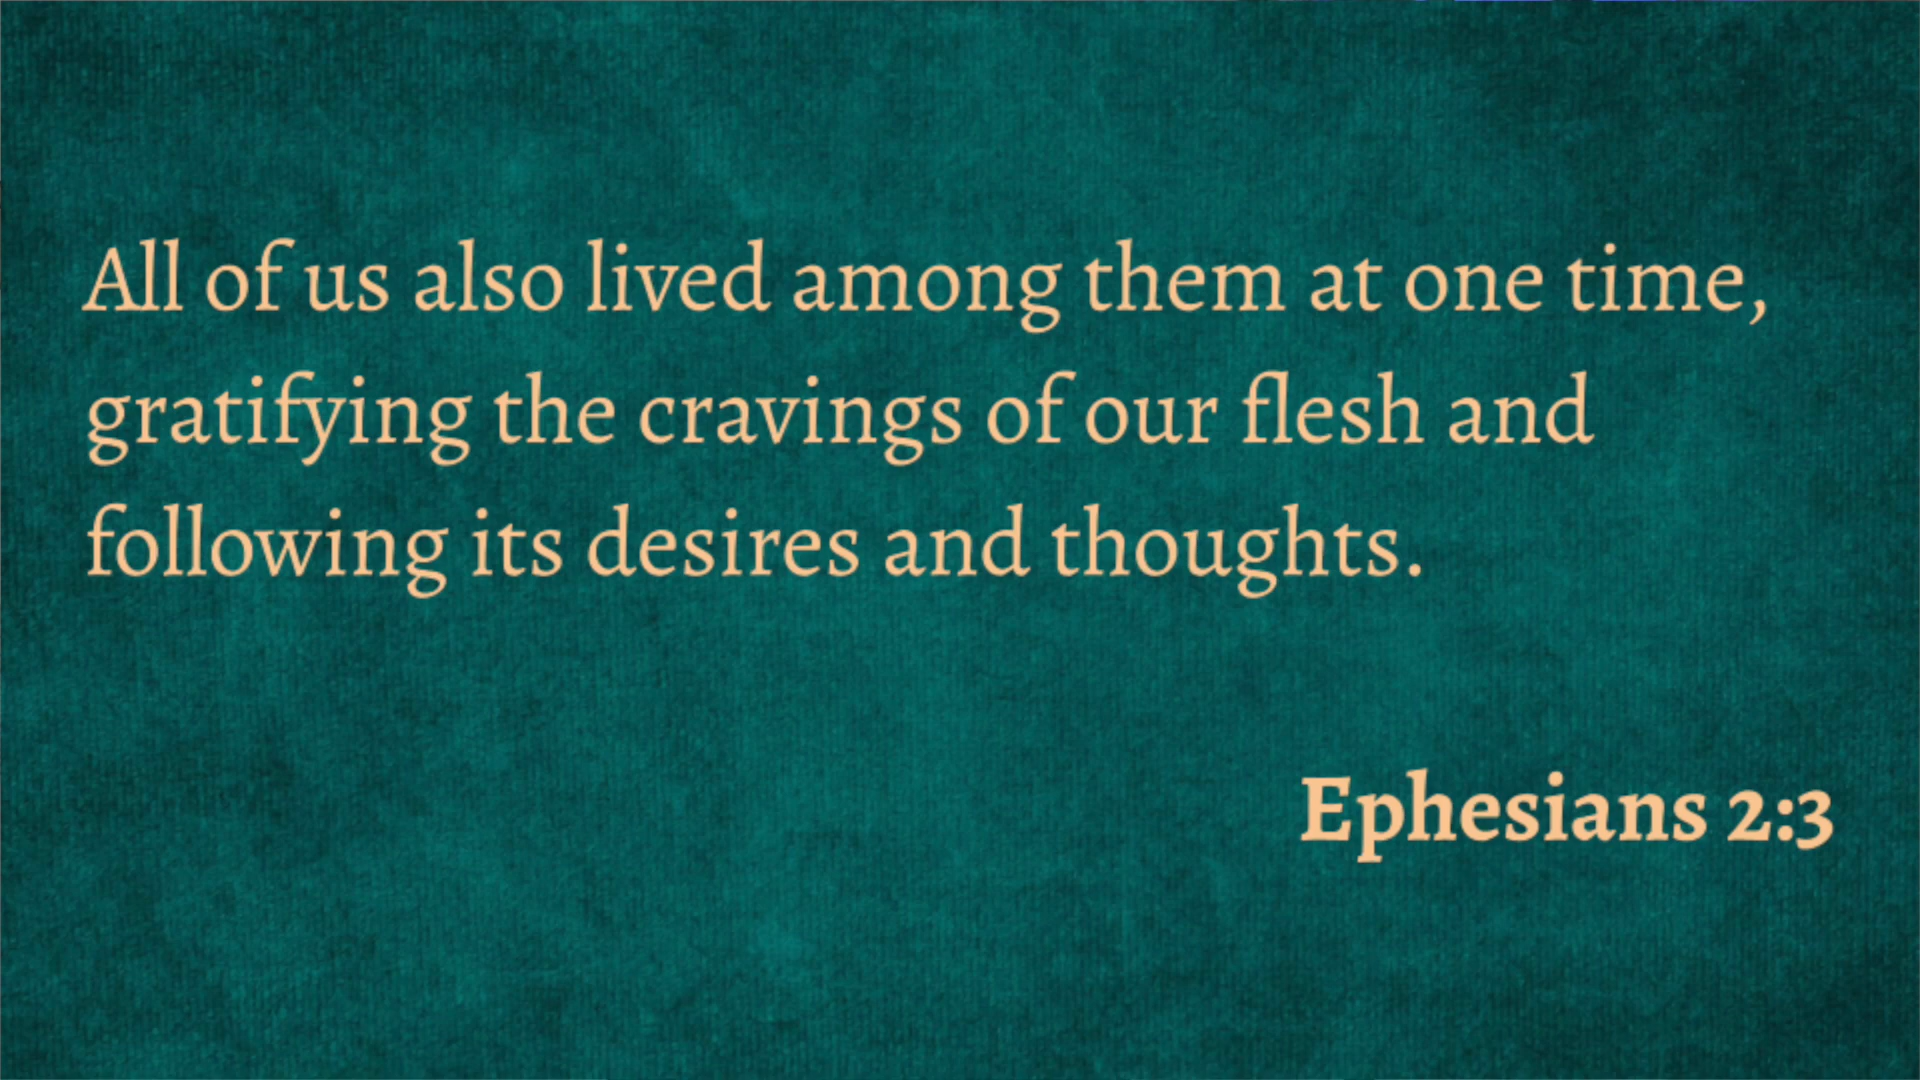 All of us also lived among them at one time,
gratifying the cravings of our flesh and
following its desires and thoughts.
Ephesians 2:3